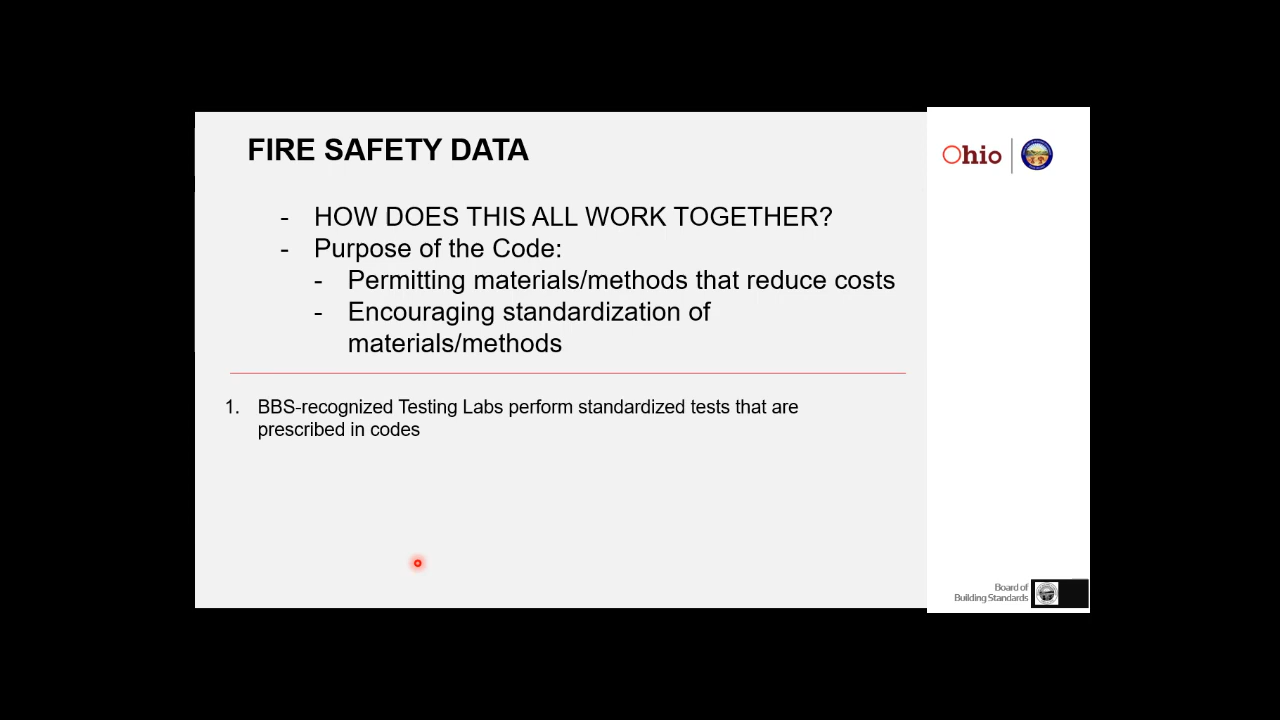 FIRE SAFETY DATA
Ohio
- HOW DOES THIS ALL WORK TOGETHER?
- Purpose of the Code:
- Permitting materials/methods that reduce costs
- Encouraging standardization of
materials/methods
1. BBS-recognized Testing Labs perform standardized tests that are
prescribed in codes
Board of
Building Standards